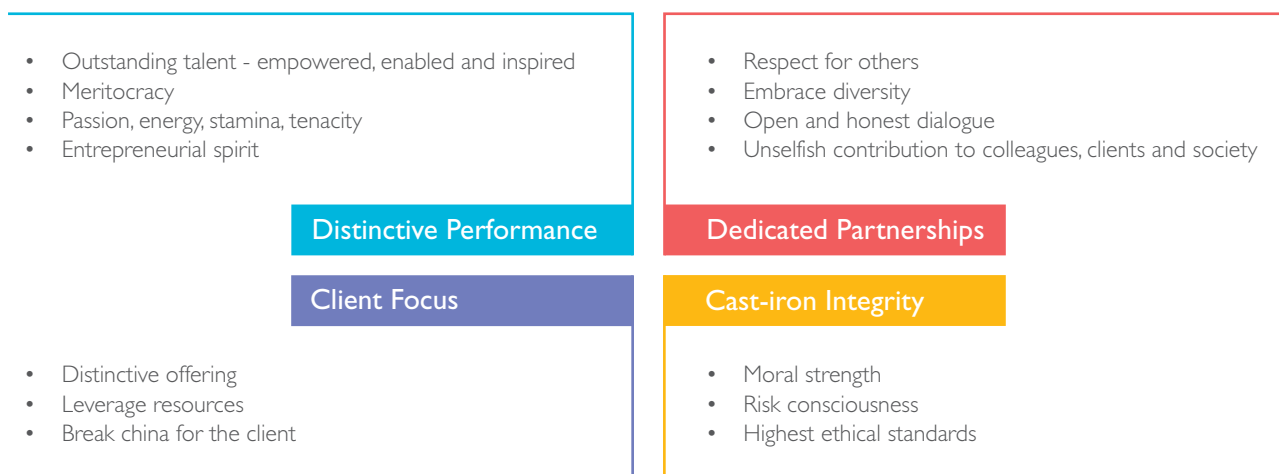 • Outstanding talent - empowered, enabled and inspired
• Meritocracy
• Passion, energy, stamina, tenacity
• Entrepreneurial spirit
Distinctive Performance
• Respect for others
• Embrace diversity
• Open and honest dialogue
• Unselfish contribution to colleagues, clients and society
Dedicated Partnerships
Client Focus
• Distinctive offering
• Leverage resources
• Break china for the client
Cast-iron Integrity
• Moral strength
• Risk consciousness
• Highest ethical standards